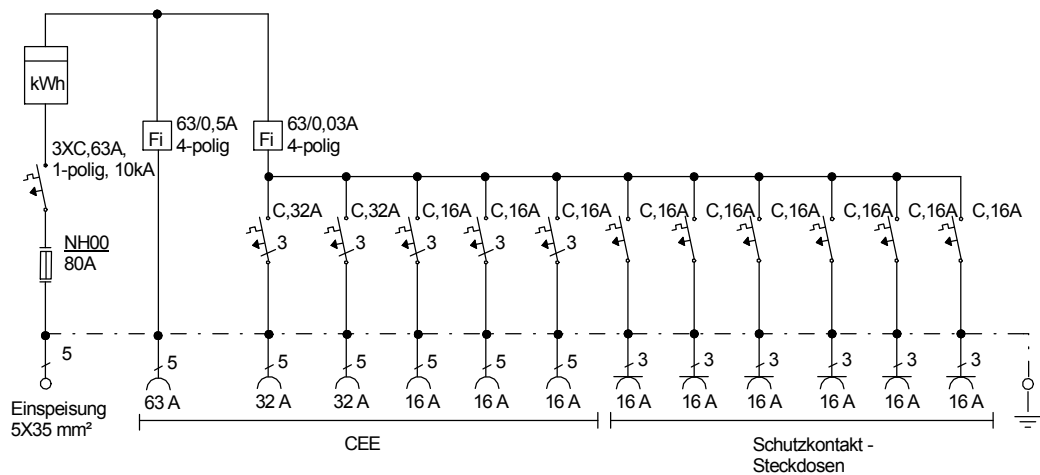 kWh
Fi
63/0,5A
4-polig
Fi
63/0,03A
4-polig
3XC,63A,
1-polig, 10kA
C,32A
C,32A
C,16A
C,16A
C,16A
C,16A
C,16A
C,16A
C,16A
C,16A
C,16A
3
3
3
3
3
NH00
80A
5
5
5
5
5
5
5
3
3
3
3
3
3
63 A
32 A
32 A
16 A
16 A
16 A
16 A
16 A
16 A
16 A
16 A
16 A
Einspeisung
5X35 mm²
CEE
Schutzkontakt -
Steckdosen